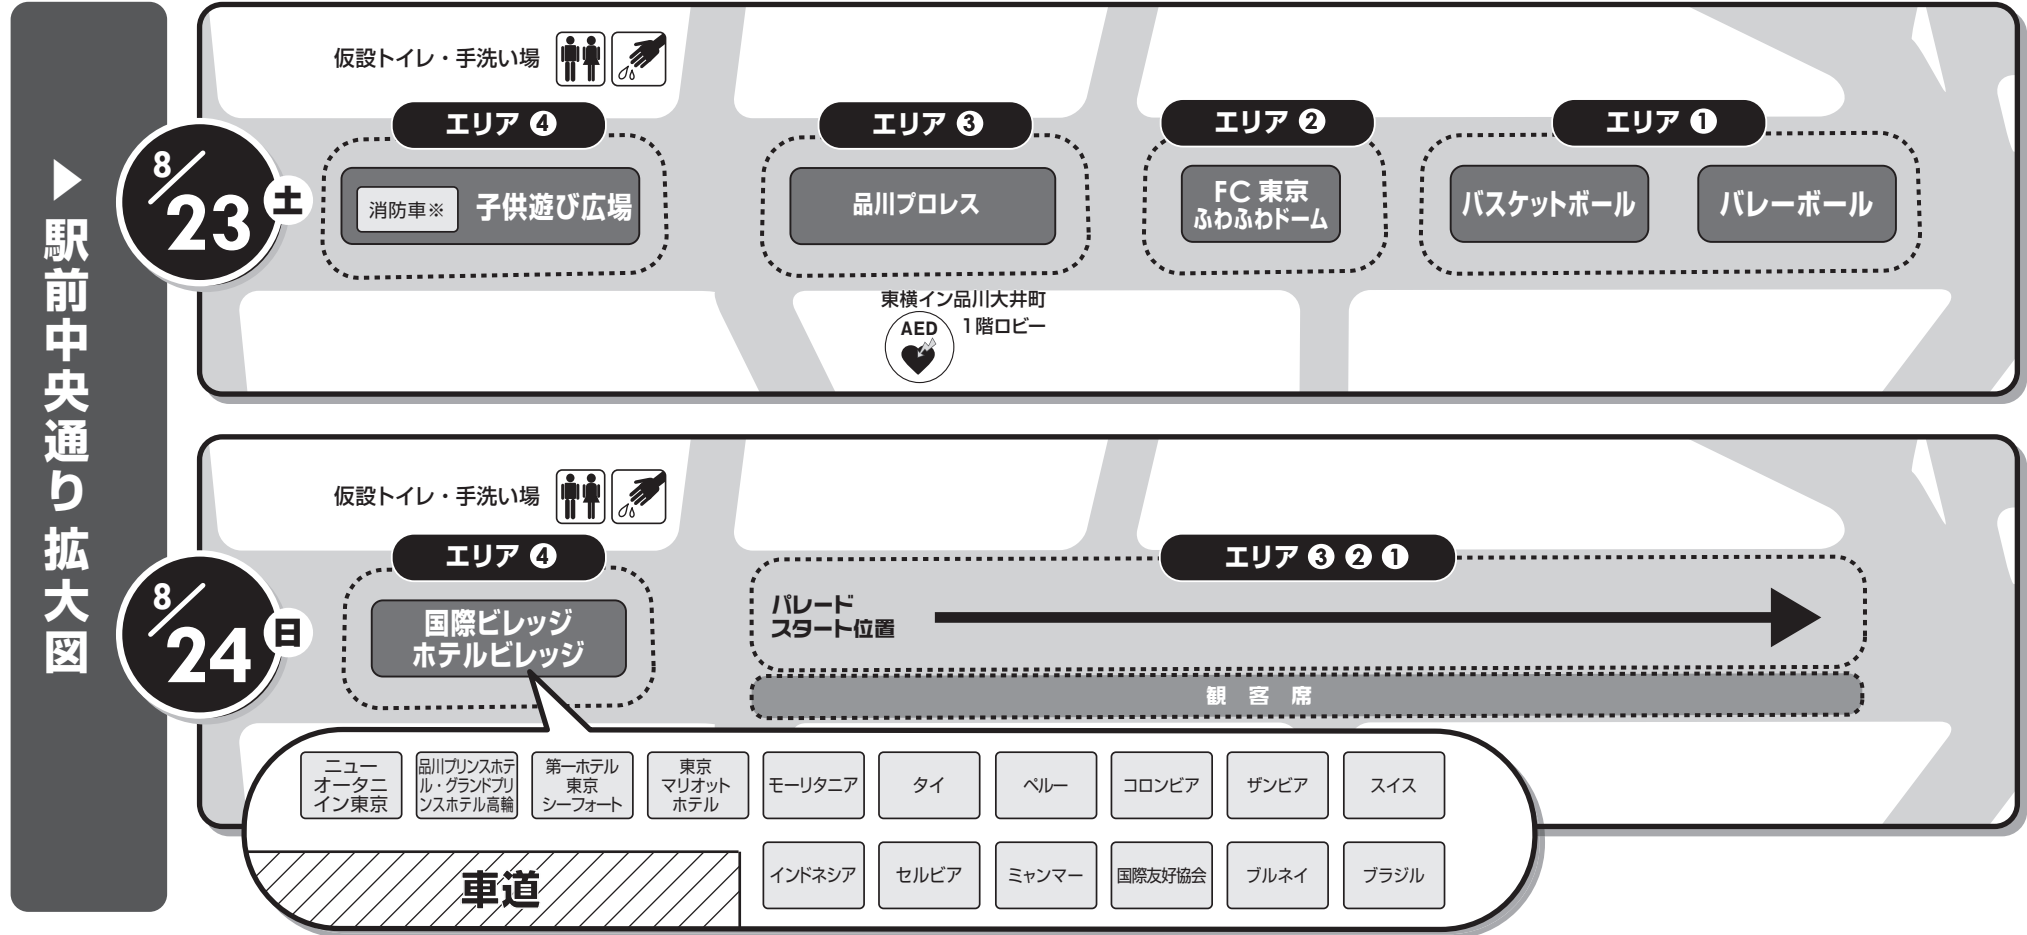 ▶駅前中央通り 拡大図
8/23 土
仮設トイレ・手洗い場
エリア ❹
消防車※
子供遊び広場
エリア ❸
品川プロレス
エリア ❷
FC 東京
ふわふわドーム
エリア ❶
バスケットボール
バレーボール
東横イン品川大井町
1階ロビー
AED
8/24 日
仮設トイレ・手洗い場
エリア ❹
国際ビレッジ
ホテルビレッジ
エリア ❸ ❷ ❶
パレード
スタート位置
観客席
ニュー
オータニ
イン東京
品川プリンスホテ
ル・グランドプリ
ンスホテル高輪
第一ホテル
東京
シーフォート
東京
マリオット
ホテル
モーリタニア
タイ
ペルー
コロンビア
ザンビア
スイス
車道
インドネシア
セルビア
ミャンマー
国際友好協会
ブルネイ
ブラジル